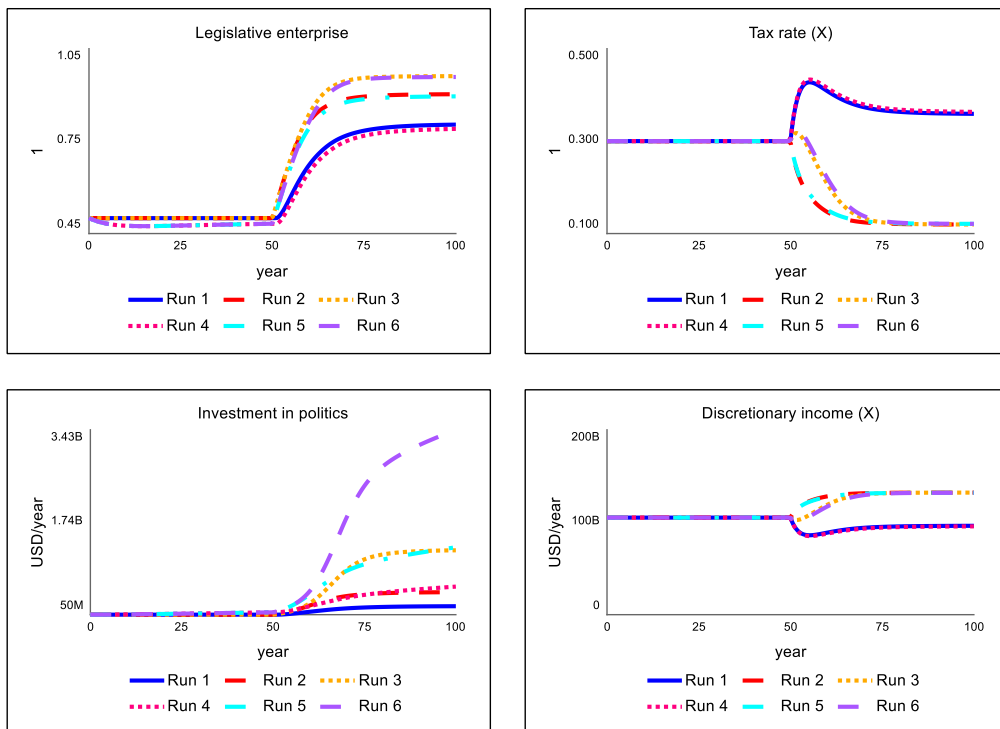 Legislative enterprise
1.05
0.75
0.45
1
0 25 50 75 100
year
Run 1 Run 2 Run 3
Run 4 Run 5 Run 6
Tax rate (X)
0.500
0.300
0.100
1
0 25 50 75 100
year
Run 1 Run 2 Run 3
Run 4 Run 5 Run 6
Investment in politics
3.43B
1.74B
50M
USD/year
0 25 50 75 100
year
Run 1 Run 2 Run 3
Run 4 Run 5 Run 6
Discretionary income (X)
200B
100B
0
USD/year
0 25 50 75 100
year
Run 1 Run 2 Run 3
Run 4 Run 5 Run 6